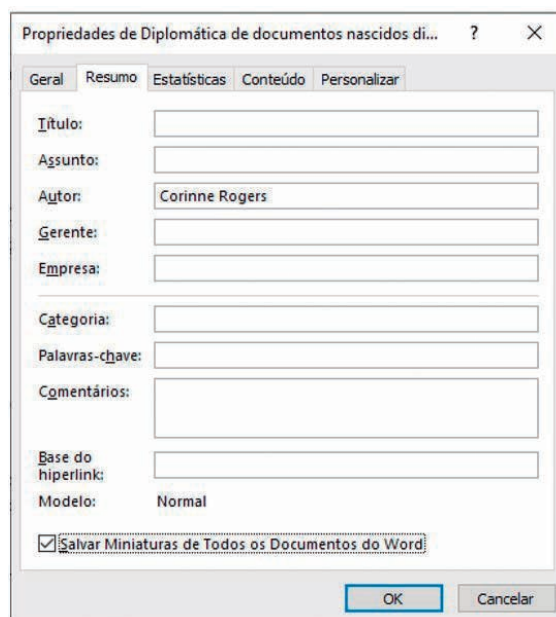 Propriedades de Diplomática de documentos nascidos di... ? X
Geral Resumo Estatísticas Conteúdo Personalizar
Título:
Assunto:
Autor: Corinne Rogers
Gerente:
Empresa:
Categoria:
Palavras-chave:
Comentários:
Base do
hiperlink:
Modelo: Normal
Salvar Miniaturas de Todos os Documentos do Word
OK Cancelar